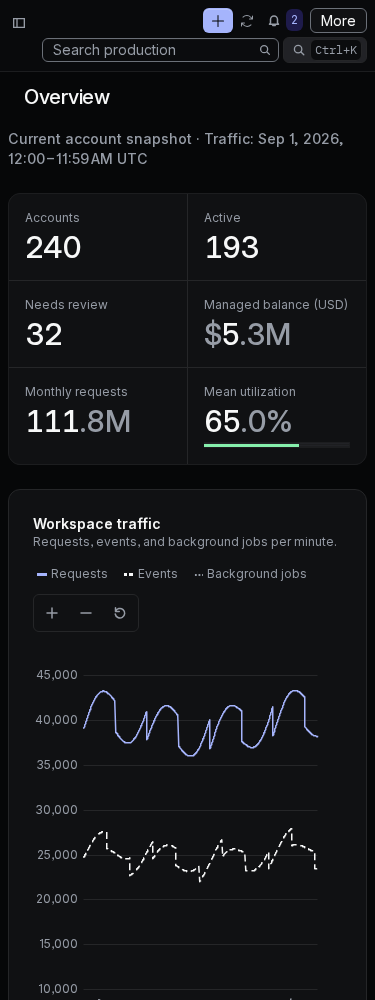 2
More
Search production
Ctrl+K
Overview
Current account snapshot · Traffic: Sep 1, 2026,
12:00–11:59 AM UTC
Accounts
240
Active
193
Needs review
32
Managed balance (USD)
$5.3M
Monthly requests
111.8M
Mean utilization
65.0%
Workspace traffic
Requests, events, and background jobs per minute.
Requests
Events
Background jobs
45,000
40,000
35,000
30,000
25,000
20,000
15,000
10,000